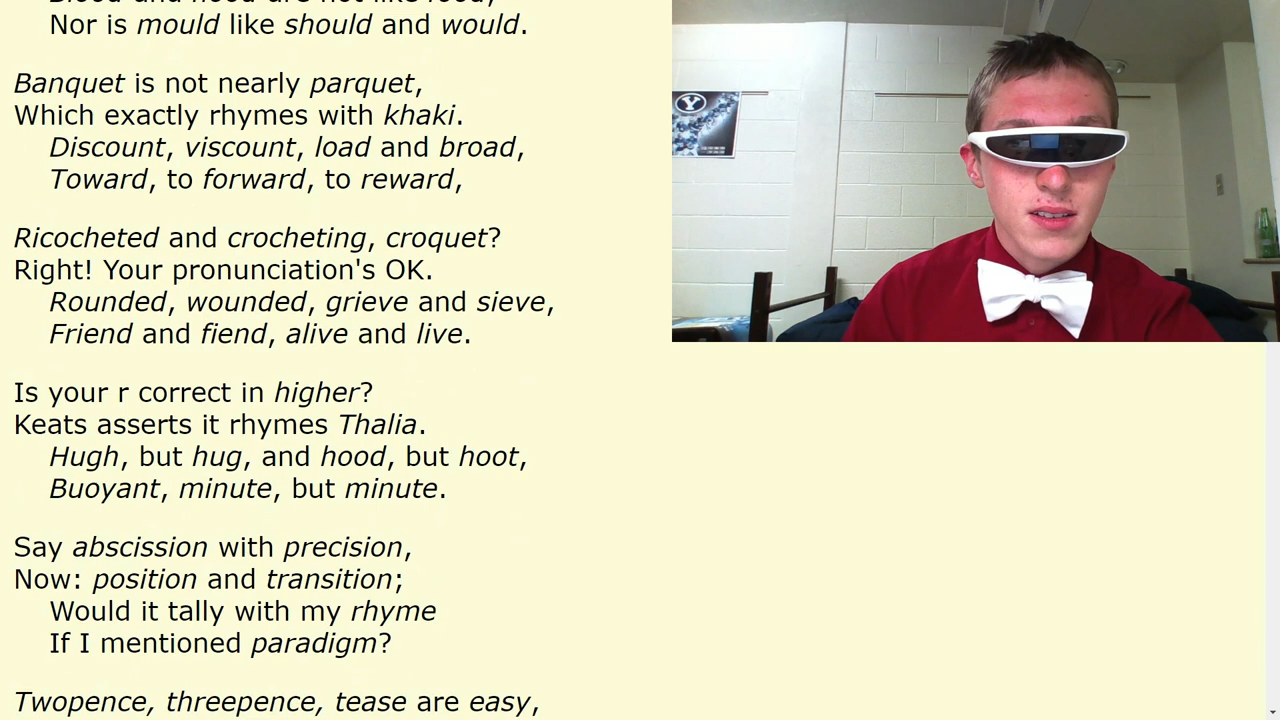 Nor is mould like should and would.
Banquet is not nearly parquet,
Which exactly rhymes with khaki.
Discount, viscount, load and broad,
Toward, to forward, to reward,
Ricocheted and crocheting, croquet?
Right! Your pronunciation's OK.
Rounded, wounded, grieve and sieve,
Friend and fiend, alive and live.
Is your r correct in higher?
Keats asserts it rhymes Thalia.
Hugh, but hug, and hood, but hoot,
Buoyant, minute, but minute.
Say abscission with precision,
Now: position and transition;
Would it tally with my rhyme
If I mentioned paradigm?
Twopence, threepence, tease are easy,
Y